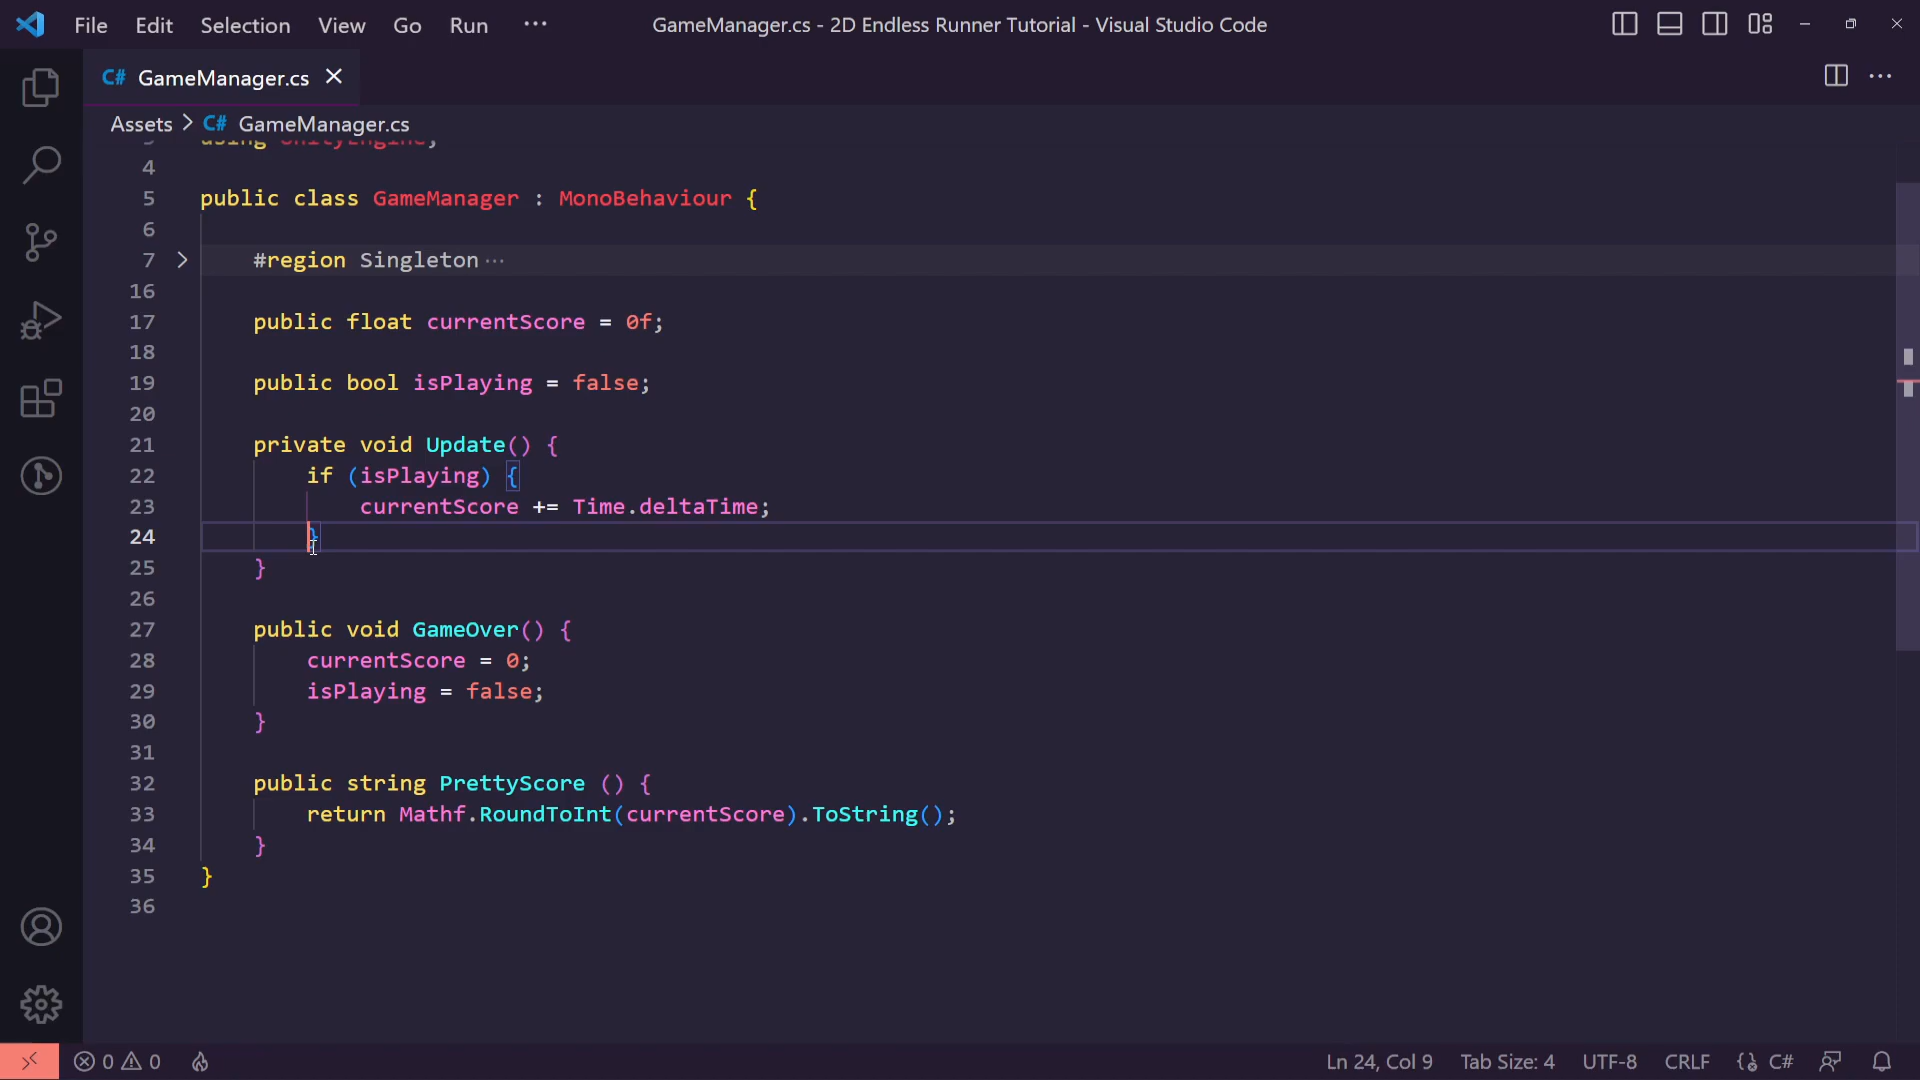 File Edit Selection View Go Run ···
GameManager.cs - 2D Endless Runner Tutorial - Visual Studio Code
C# GameManager.cs
Assets > C# GameManager.cs
3 using UnityEngine;
4
5 public class GameManager : MonoBehaviour {
6
7 #region Singleton···
16
17 public float currentScore = 0f;
18
19 public bool isPlaying = false;
20
21 private void Update() {
22 if (isPlaying) {
23 currentScore += Time.deltaTime;
24 }
25 }
26
27 public void GameOver() {
28 currentScore = 0;
29 isPlaying = false;
30 }
31
32 public string PrettyScore () {
33 return Mathf.RoundToInt(currentScore).ToString();
34 }
35 }
36
0 0
Ln 24, Col 9 Tab Size: 4 UTF-8 CRLF C#